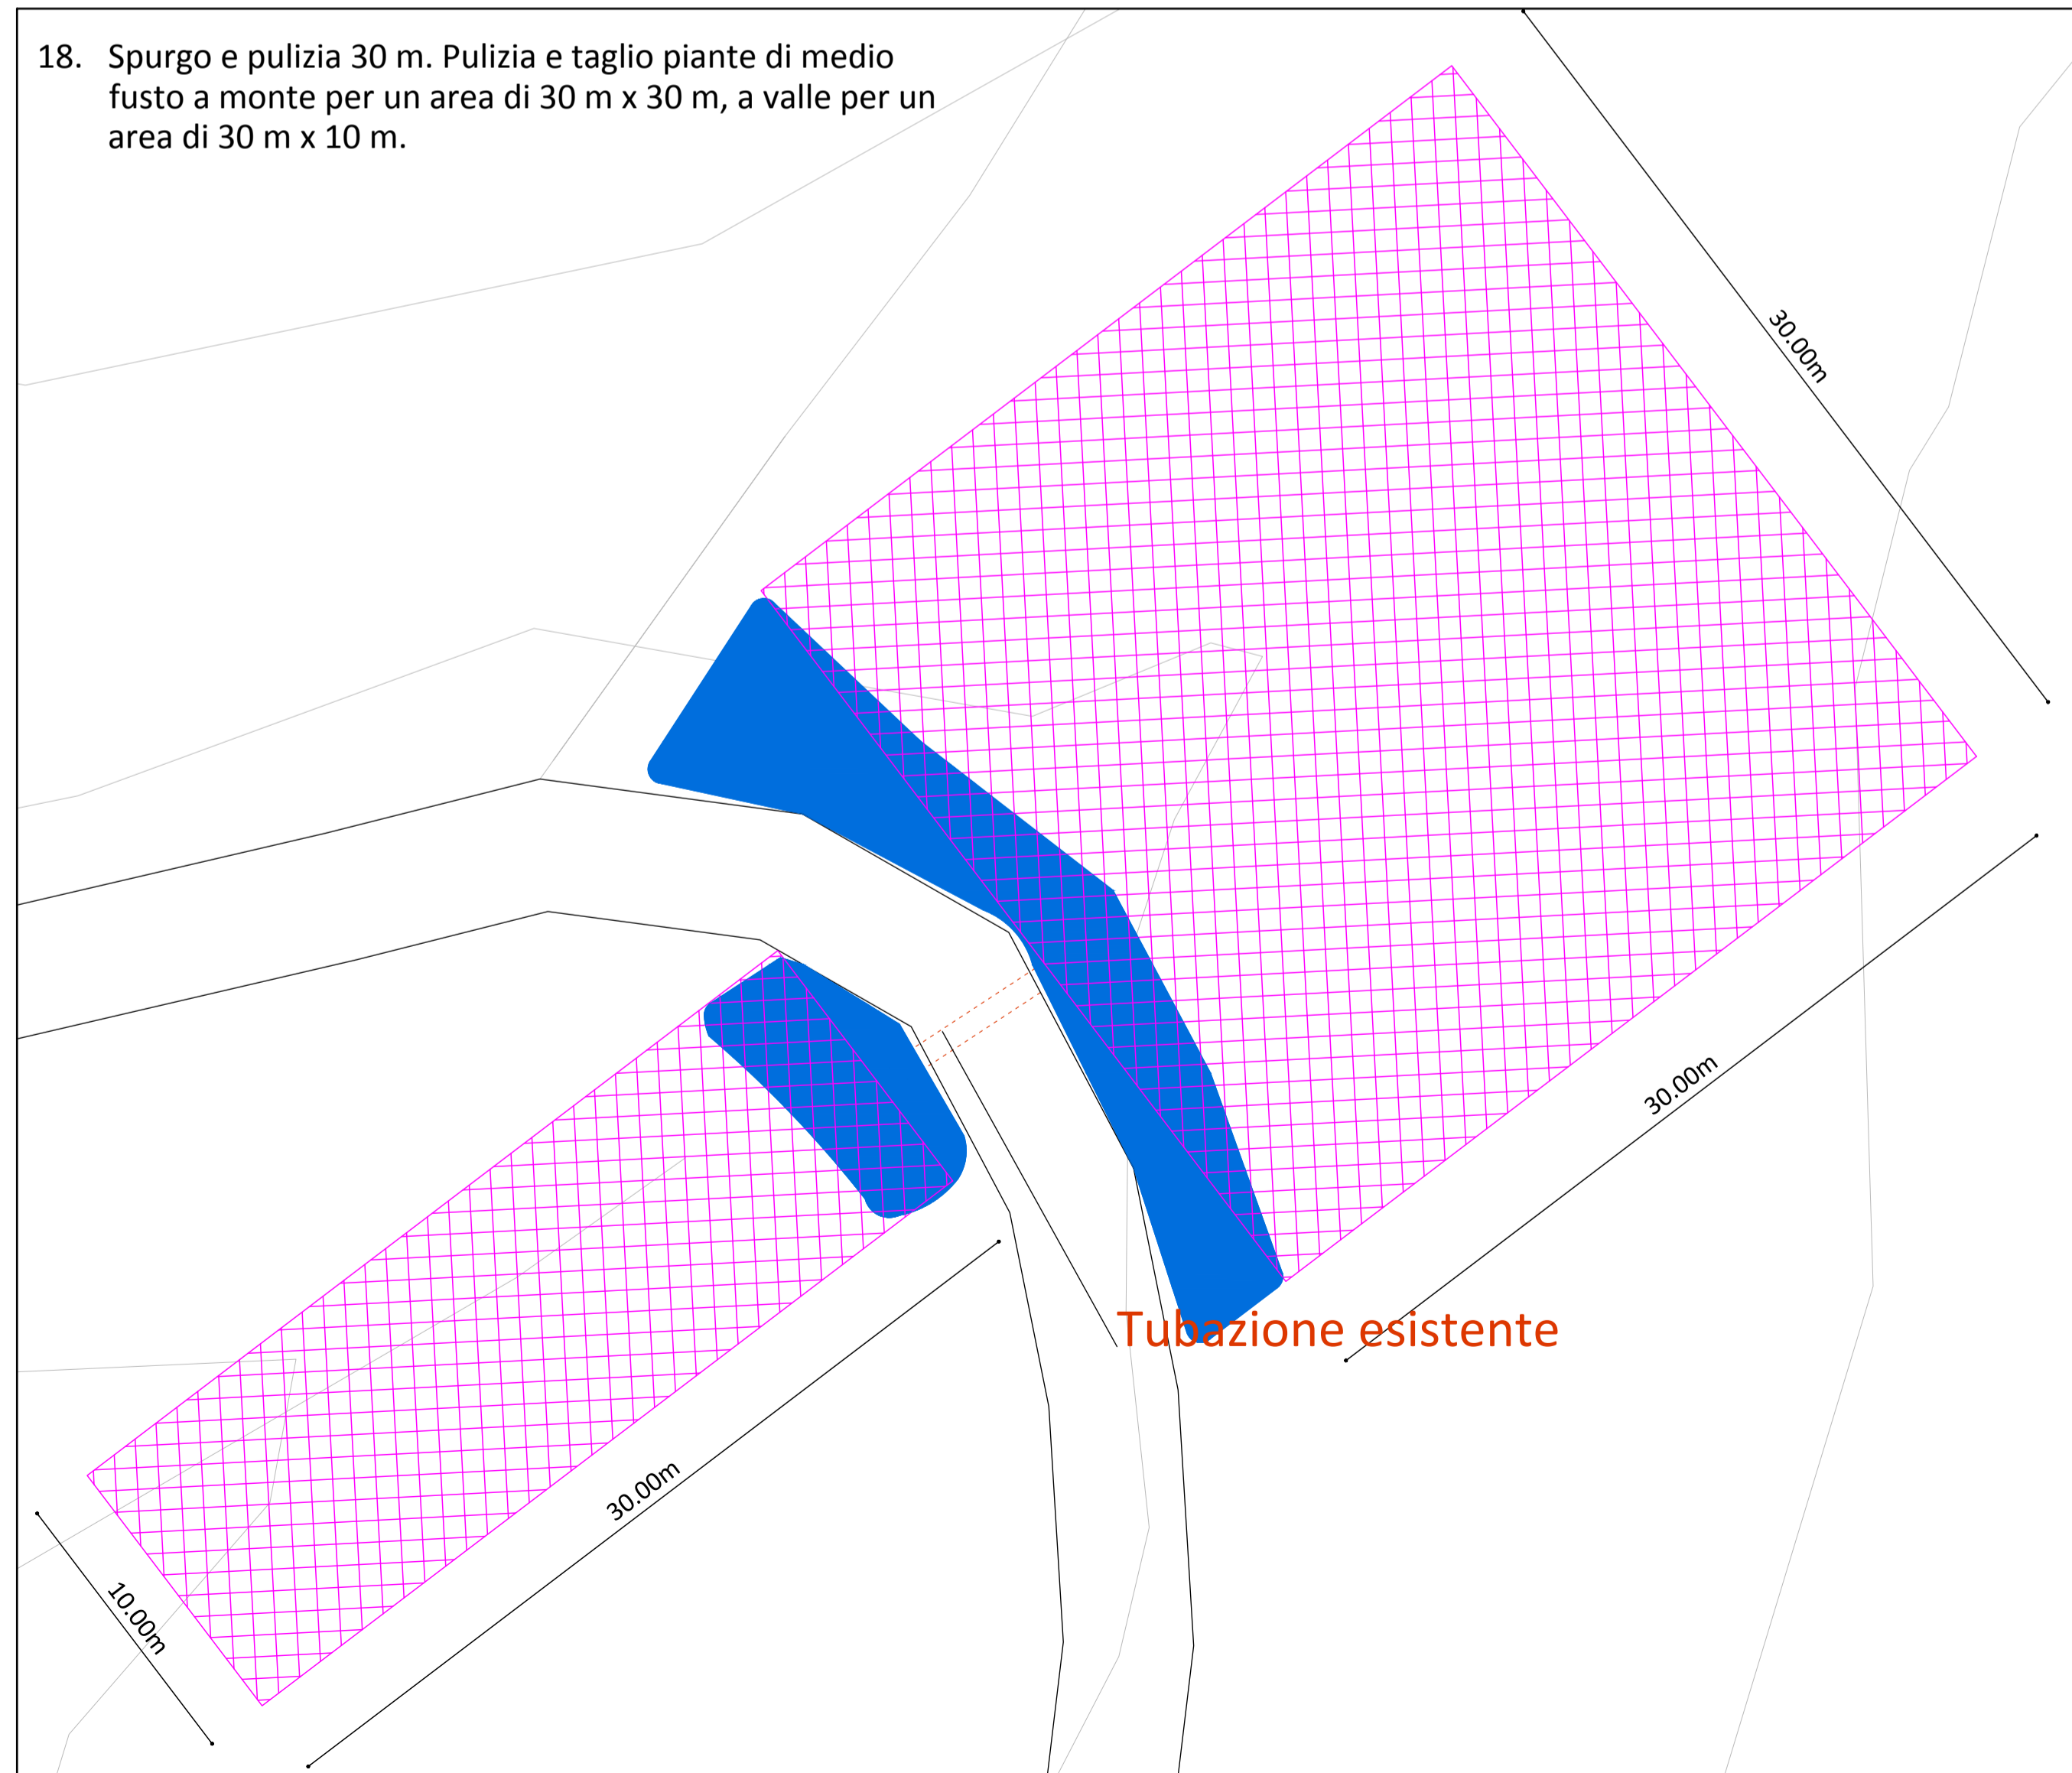 18. Spurgo e pulizia 30 m. Pulizia e taglio piante di medio
fusto a monte per un area di 30 m x 30 m, a valle per un
area di 30 m x 10 m.
30.00m
30.00m
Tubazione esistente
30.00m
10.00m